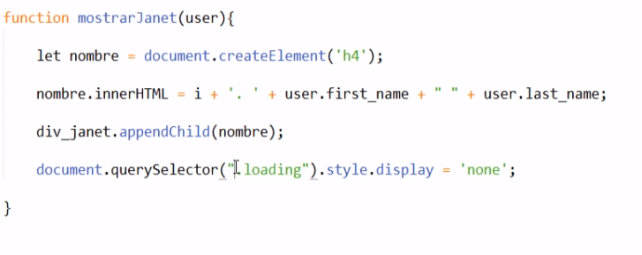 function mostrarJanet(user){
let nombre = document.createElement('h4');
nombre.innerHTML = i + '. ' + user.first_name + " " + user.last_name;
div_janet.appendChild(nombre);
document.querySelector(".loading").style.display = 'none';
}